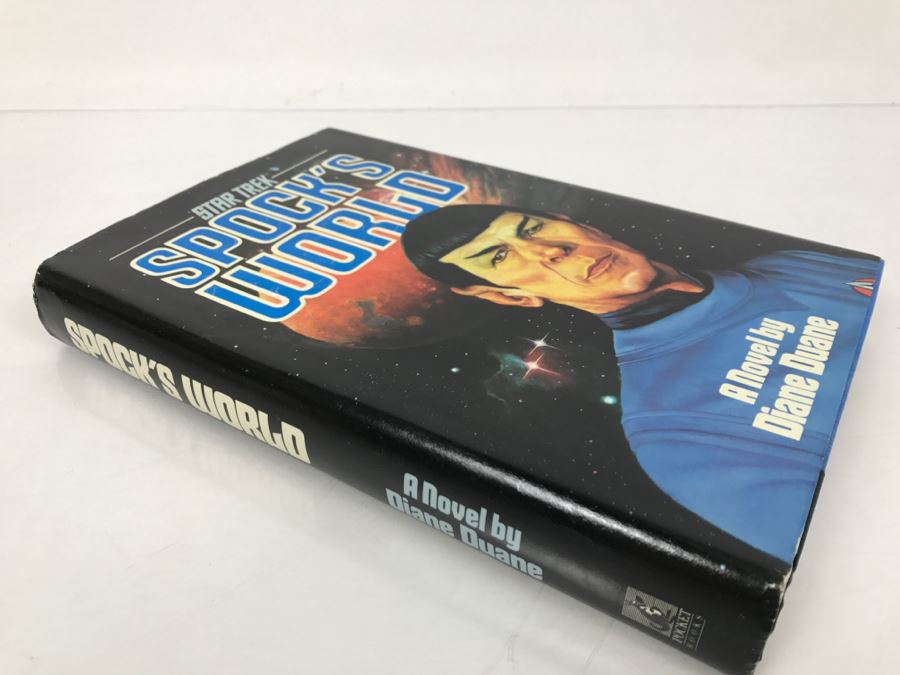 STAR TREK
SPOCK'S
WORLD
A Novel by
Diane Duane
SPOCK'S WORLD
A Novel by
Diane Duane
POCKET
BOOKS